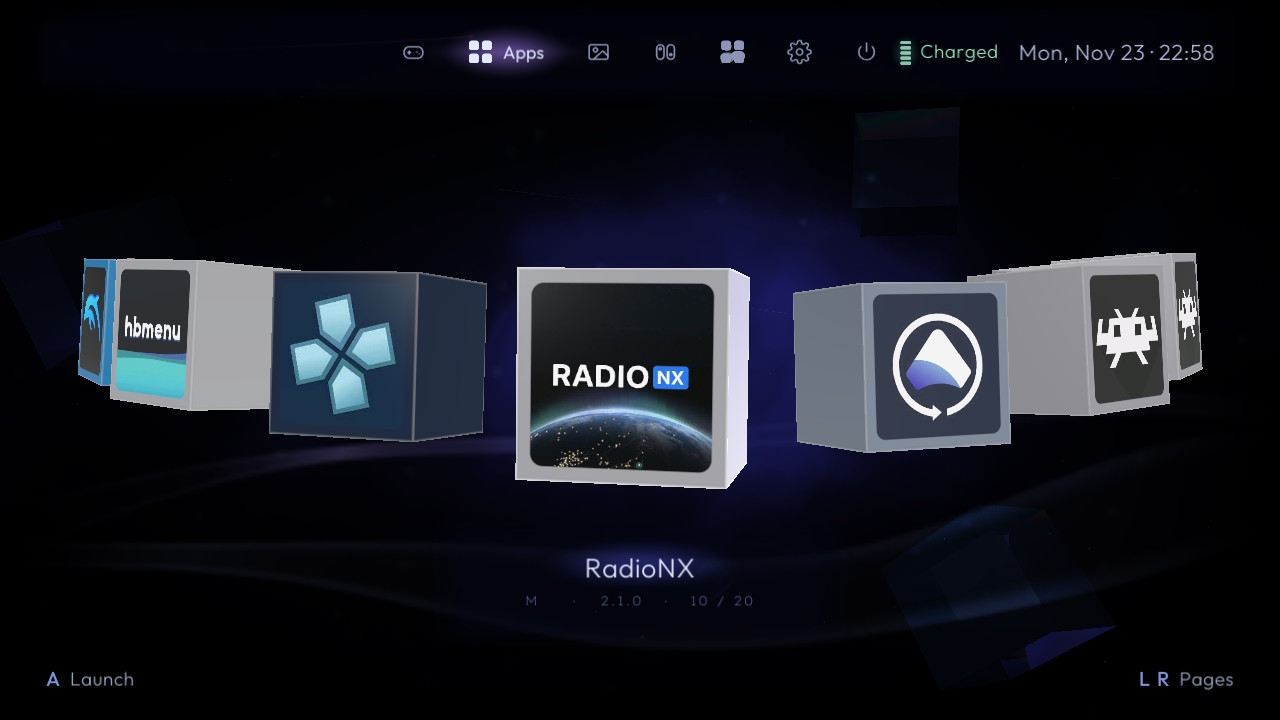 Apps
Charged
Mon, Nov 23 · 22:58
hbmenu
RADIO NX
RadioNX
M · 2.1.0 · 10 / 20
A Launch
L R Pages